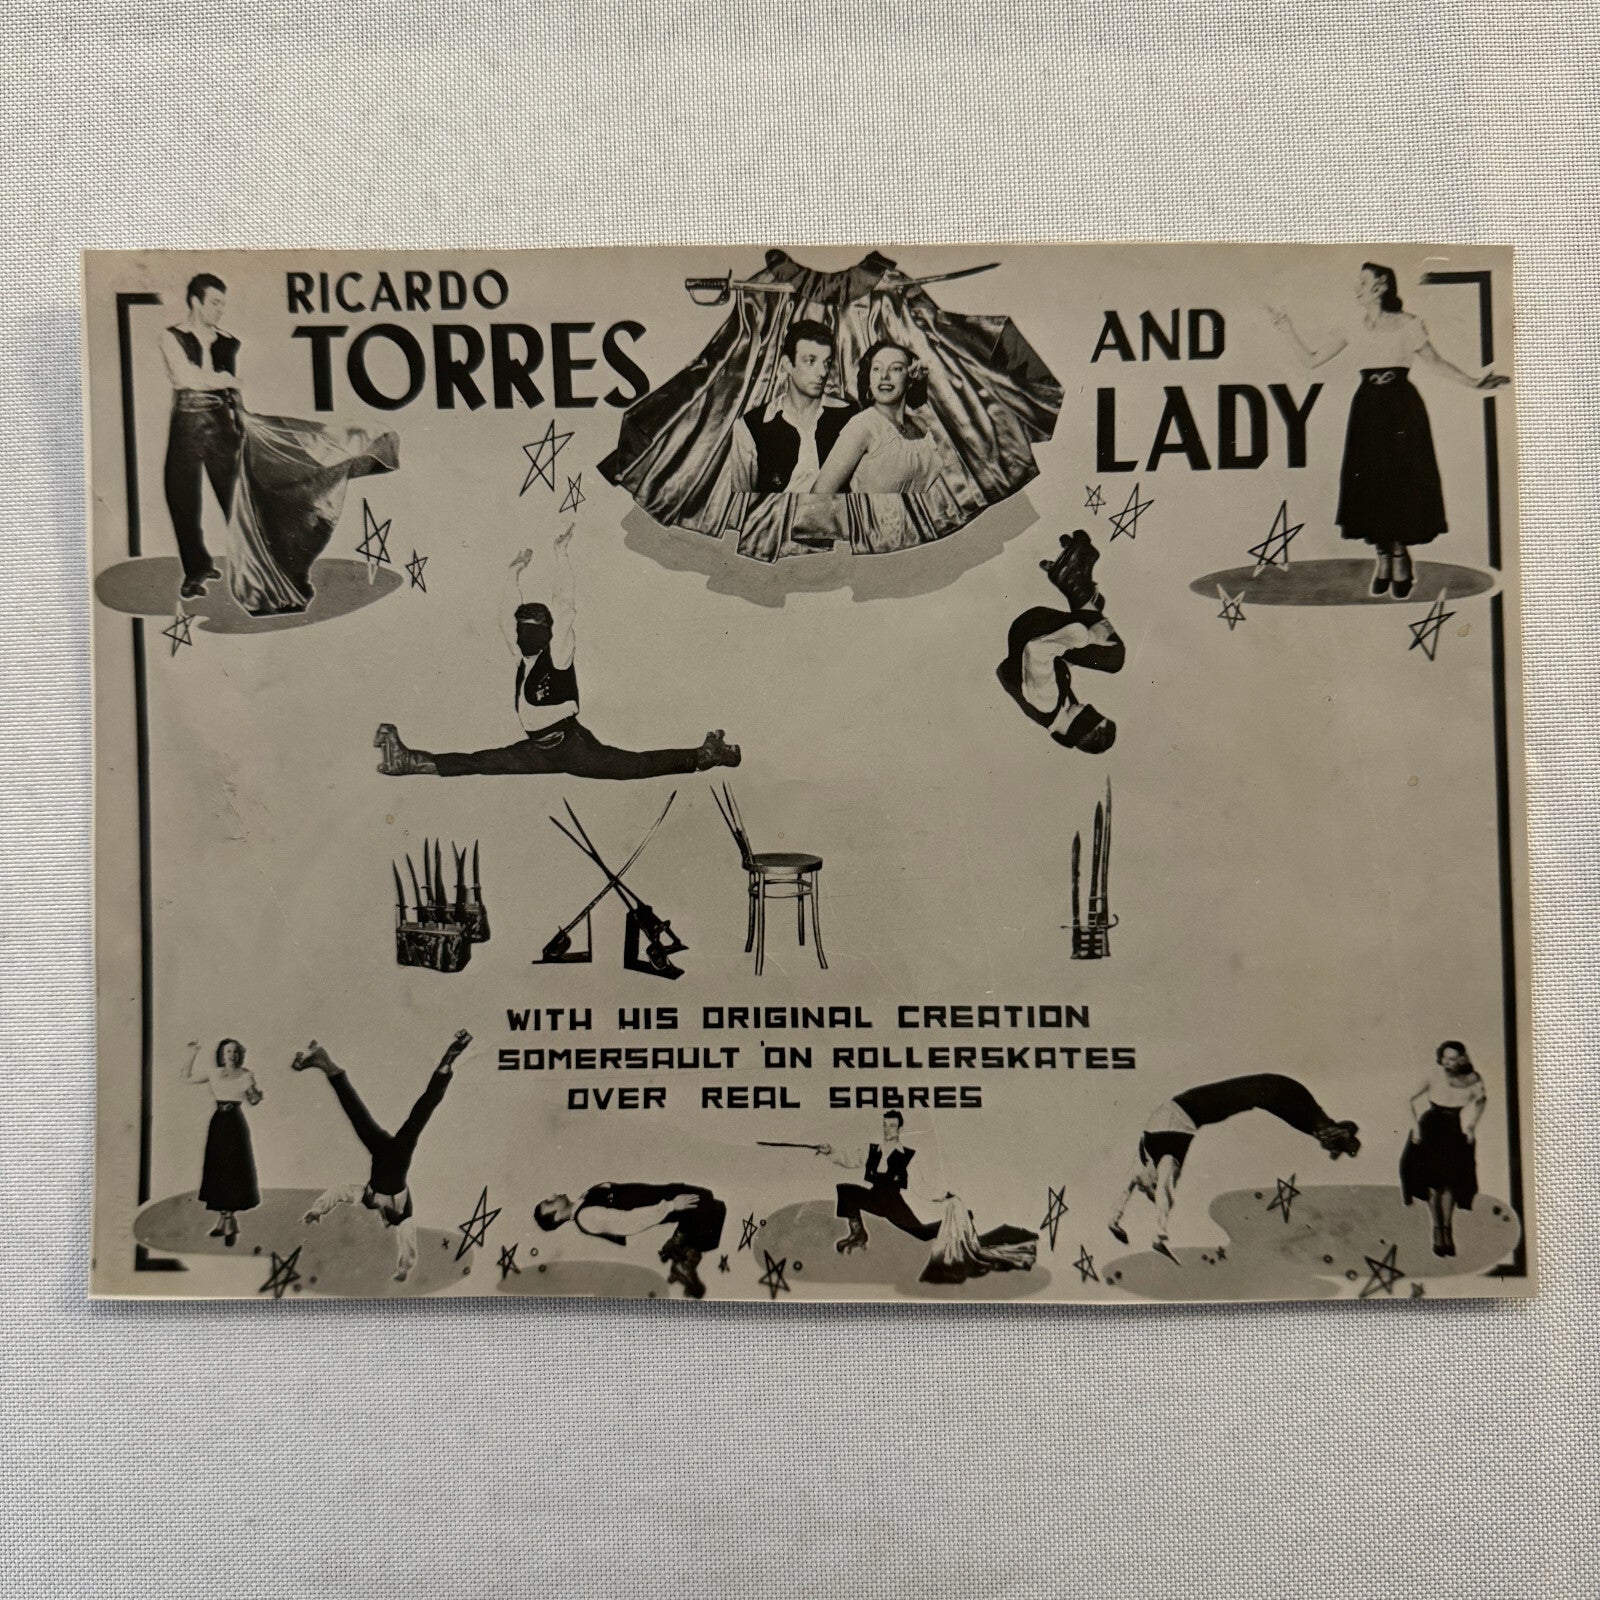 RICARDO
TORRES
AND
LADY
WITH HIS ORIGINAL CREATION
SOMERSAULT 'ON ROLLERSKATES
OVER REAL SABRES